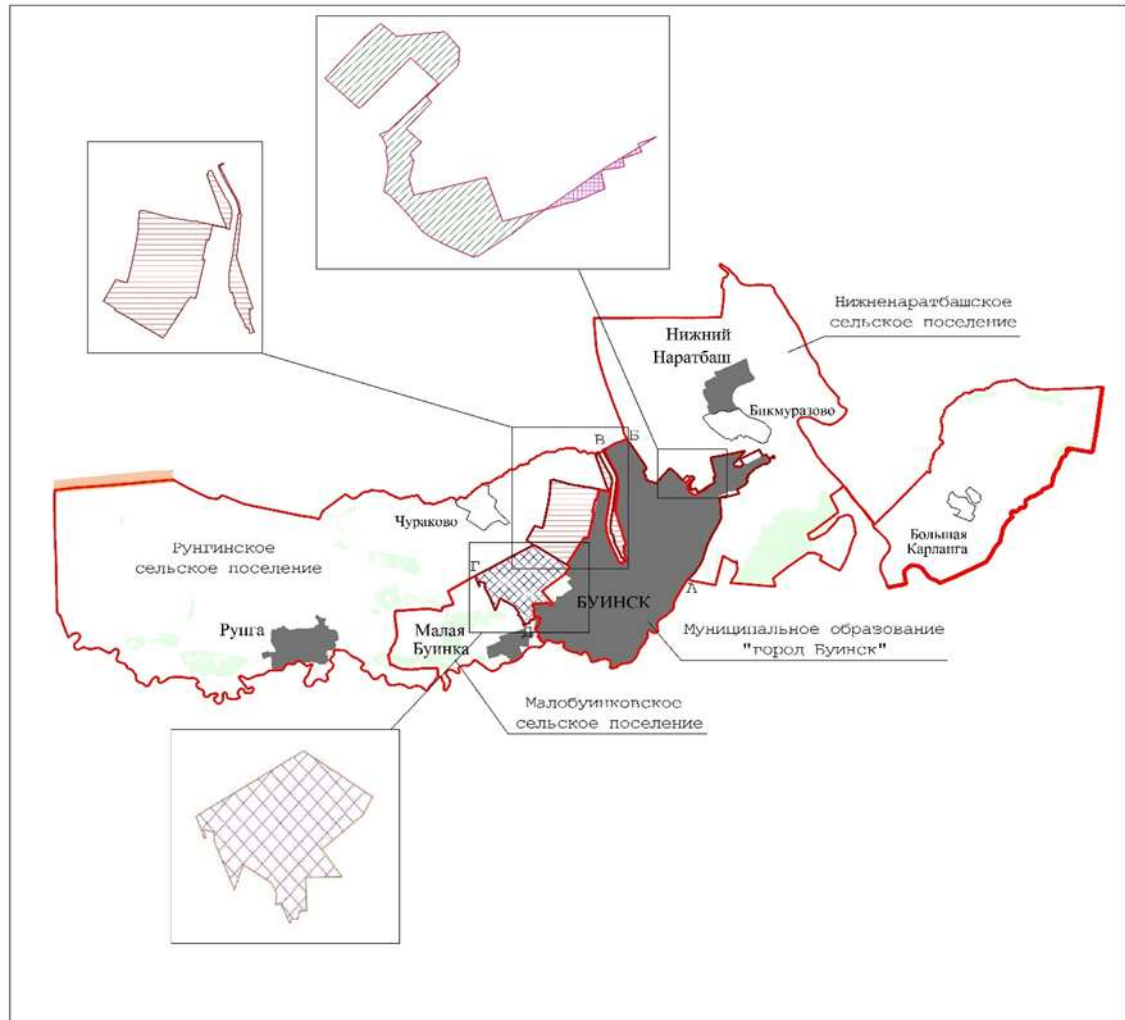 Нижненаратбашское
сельское поселение
Нижний
Наратбаш
Бикмуразово
В
Б
Чураково
Большая
Карланга
Рунгинское
сельское поселение
Г
А
БУИНСК
Рунга
Малая
Буинка
Д
Муниципальное образование
"город Буинск"
Малобуинковское
сельское поселение